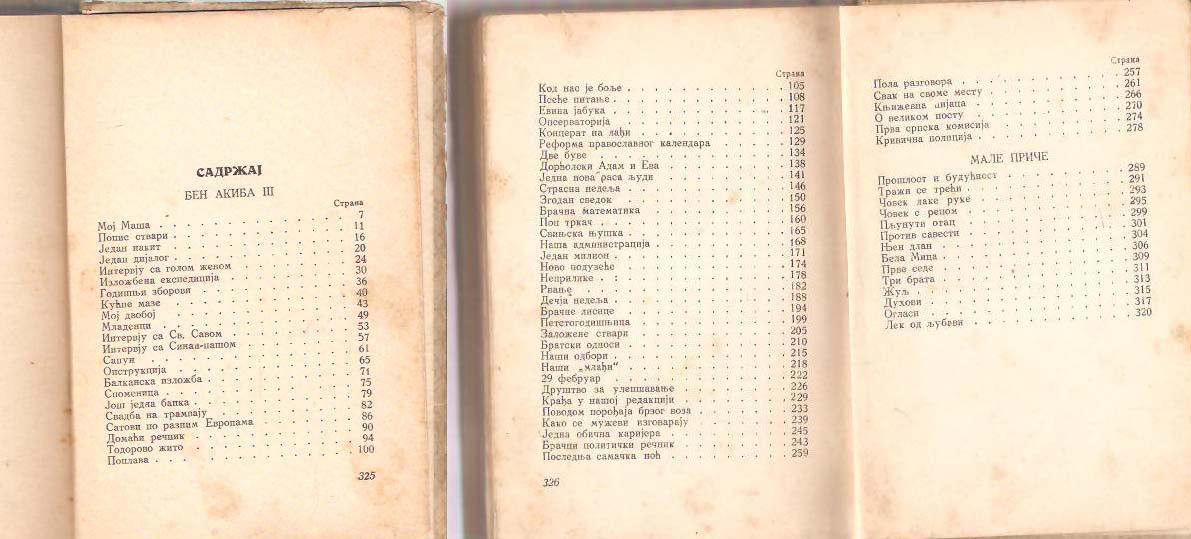 САДРЖАЈ
БЕН АКИБА III
Страна
Мој Маша . . . . . . . . . . . 7
Попис ствари . . . . . . . . . . . 11
Један накит . . . . . . . . . . . 16
Један дијалог . . . . . . . . . . . 20
Интервју са голом женом . . . . . . . . 24
Изложбена експедиција . . . . . . . . 30
Годишњи зборови . . . . . . . . . . 36
Кућне мазе . . . . . . . . . . . 40
Мој двобој . . . . . . . . . . . 43
Младенци . . . . . . . . . . . 49
Интервју са Св. Савом . . . . . . . . 53
Интервју са Синан-пашом . . . . . . . . 57
Сапун . . . . . . . . . . . 61
Опструкција . . . . . . . . . . . 65
Балканска изложба . . . . . . . . . 71
Споменица . . . . . . . . . . . 75
Још једна банка . . . . . . . . . . 79
Свадба на трамвају . . . . . . . . . 82
Сатови по разним Европама . . . . . . . 86
Домаћи речник . . . . . . . . . . 90
Тодорово жито . . . . . . . . . . 94
Поплава . . . . . . . . . . . 100
325
Страна
Код нас је боље . . . . . . . . . . 105
Псеће питање . . . . . . . . . . . 108
Евина јабука . . . . . . . . . . . 117
Опсерваторија . . . . . . . . . . 121
Концерат на лађи . . . . . . . . . . 125
Реформа православног календара . . . . . . 129
Две буве . . . . . . . . . . . 134
Дорћолски Адам и Ева . . . . . . . . 138
Једна нова раса људи . . . . . . . . 141
Страсна недеља . . . . . . . . . . 146
Згодан сведок . . . . . . . . . . 150
Брачна математика . . . . . . . . . 156
Поп тркач . . . . . . . . . . . 160
Свињска њушка . . . . . . . . . . 165
Наша администрација . . . . . . . . . 168
Један милион . . . . . . . . . . . 171
Ново подузеће . . . . . . . . . . 174
Неприлике . . . . . . . . . . . 178
Рвање . . . . . . . . . . . 182
Дечја недеља . . . . . . . . . . . 188
Брачне лисице . . . . . . . . . . 194
Петстогодишњица . . . . . . . . . . 199
Заложене ствари . . . . . . . . . . 205
Братски односи . . . . . . . . . . 210
Наши одбори . . . . . . . . . . . 215
Наши „млађи“ . . . . . . . . . . . 218
29 фебруар . . . . . . . . . . . 222
Друштво за улепшавање . . . . . . . . 226
Крађа у нашој редакцији . . . . . . . . 229
Поводом порођаја брзог воза . . . . . . . 233
Како се мужеви изговарају . . . . . . . 239
Једна обична каријера . . . . . . . . 245
Брачни политички речник . . . . . . . . 243
Последња самачка ноћ . . . . . . . . 259
326
Страна
Пола разговора . . . . . . . . . . 257
Свак на своме месту . . . . . . . . . 261
Књижевна пијаца . . . . . . . . . . 266
О великом посту . . . . . . . . . . 270
Прва српска комисија . . . . . . . . . 274
Кривична полиција . . . . . . . . . 278
МАЛЕ ПРИЧЕ
Прошлост и будућност . . . . . . . . 289
Тражи се трећи . . . . . . . . . . 291
Човек лаке руке . . . . . . . . . . 293
Човек с репом . . . . . . . . . . 295
Пљунути отац . . . . . . . . . . . 299
Против савести . . . . . . . . . . 301
Њен длан . . . . . . . . . . . 304
Бела Мица . . . . . . . . . . . 306
Прве седе . . . . . . . . . . . 309
Три брата . . . . . . . . . . . 311
Жуљ . . . . . . . . . . . 313
Духови . . . . . . . . . . . 315
Огласи . . . . . . . . . . . 317
Лек од љубави . . . . . . . . . . 320